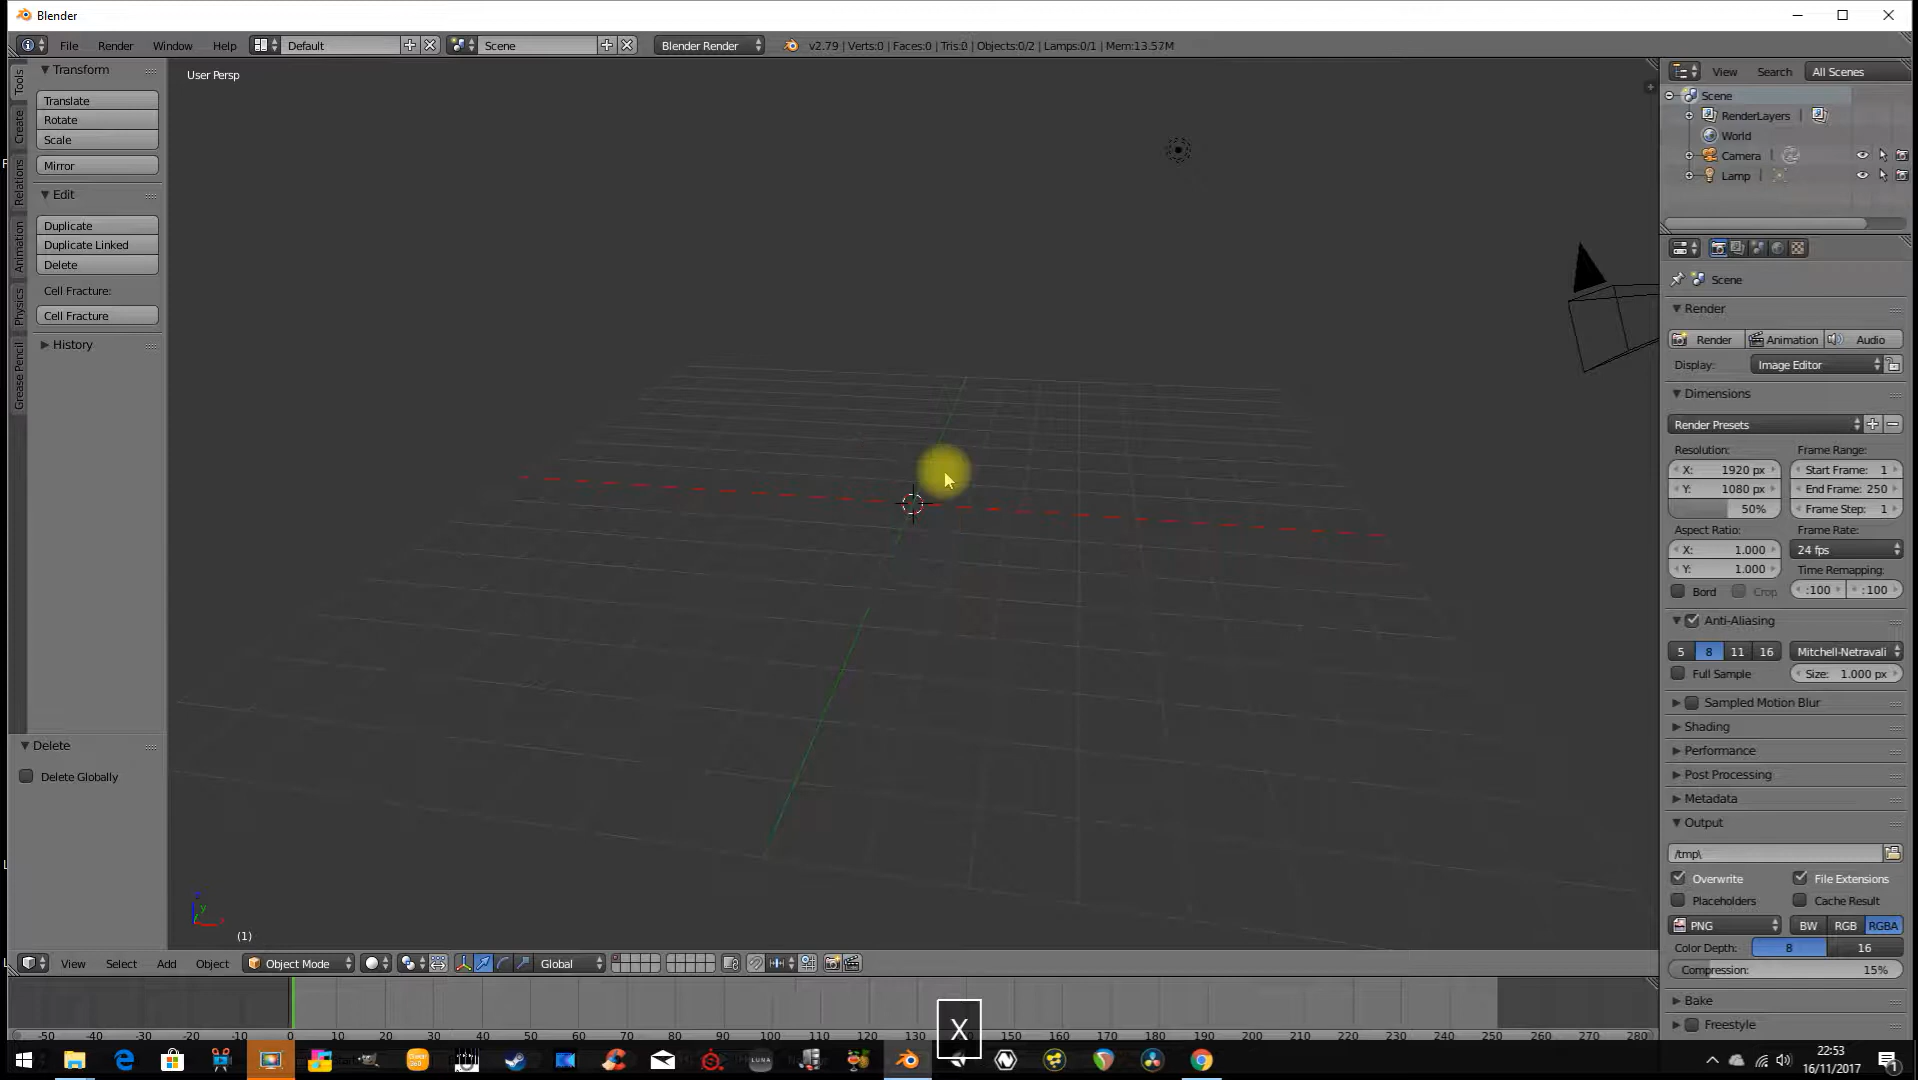 Blender
File Render Window Help Default Scene Blender Render v2.79 | Verts:0 | Faces:0 | Tris:0 | Objects:0/2 | Lamps:0/1 | Mem:13.57M
User Persp
Tools
Create
Relations
Animation
Physics
Grease Pencil
Transform
Translate
Rotate
Scale
Mirror
Edit
Duplicate
Duplicate Linked
Delete
Cell Fracture:
Cell Fracture
History
Delete
Delete Globally
View Search All Scenes
Scene
RenderLayers
World
Camera
Lamp
Scene
Render
Render Animation Audio
Display: Image Editor
Dimensions
Render Presets
Resolution: Frame Range:
X: 1920 px Start Frame: 1
Y: 1080 px End Frame: 250
50% Frame Step: 1
Aspect Ratio: Frame Rate:
X: 1.000 24 fps
Y: 1.000 Time Remapping:
Bord Crop :100 :100
Anti-Aliasing
5 8 11 16 Mitchell-Netravali
Full Sample Size: 1.000 px
Sampled Motion Blur
Shading
Performance
Post Processing
Metadata
Output
/tmp\
Overwrite File Extensions
Placeholders Cache Result
PNG BW RGB RGBA
Color Depth: 8 16
Compression: 15%
Bake
Freestyle
z
y
x
(1)
View Select Add Object Object Mode Global
-50 -40 -30 -20 -10 0 10 20 30 40 50 60 70 80 90 100 110 120 130 150 160 170 180 190 200 210 220 230 240 250 260 270 280
X
LUNA
22:53
16/11/2017
1